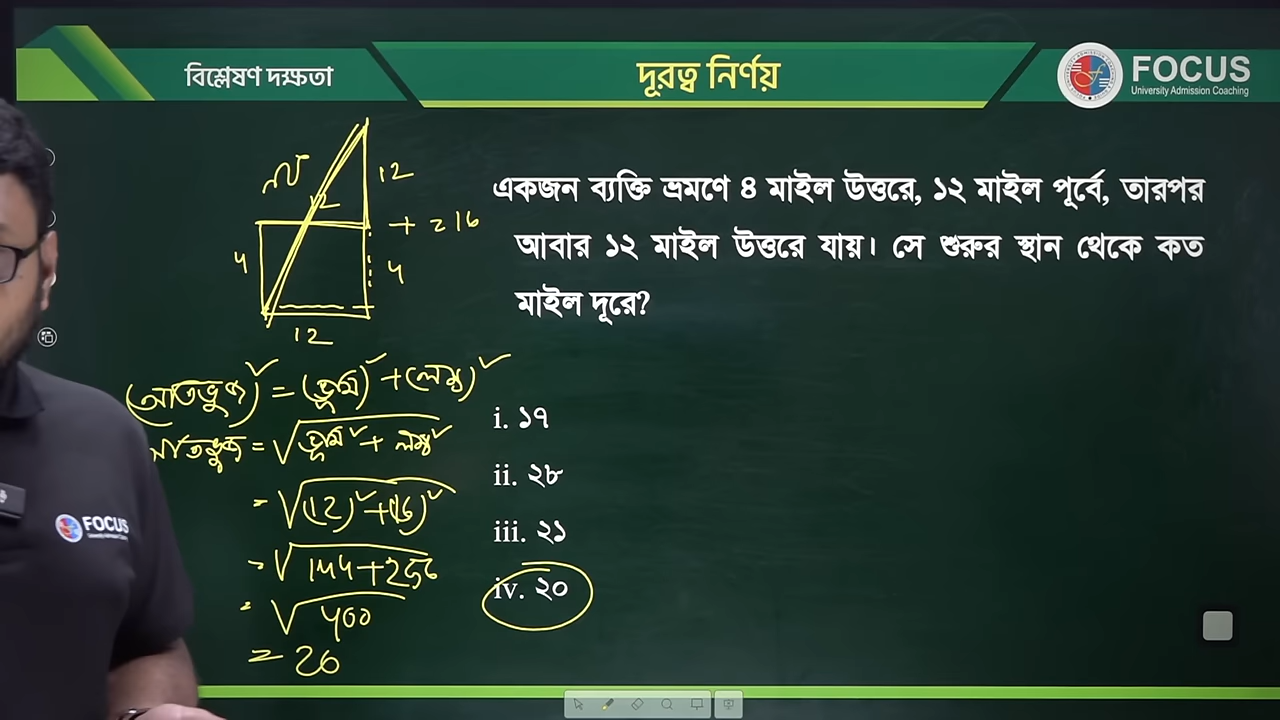 বিশ্লেষণ দক্ষতা
দূরত্ব নির্ণয়
FOCUS
University Admission Coaching
একজন ব্যক্তি ভ্রমণে ৪ মাইল উত্তরে, ১২ মাইল পূর্বে, তারপর
আবার ১২ মাইল উত্তরে যায়। সে শুরুর স্থান থেকে কত
মাইল দূরে?
12
12
+ = 16
4
4
12
(অতিভুজ)² = (ভূমি)² + (লম্ব)²
অতিভুজ = √ভূমি² + লম্ব²
= √(12)² + (16)²
= √144 + 256
= √400
= 20
i. ১৭
ii. ২৮
iii. ২১
iv. ২০
FOCUS